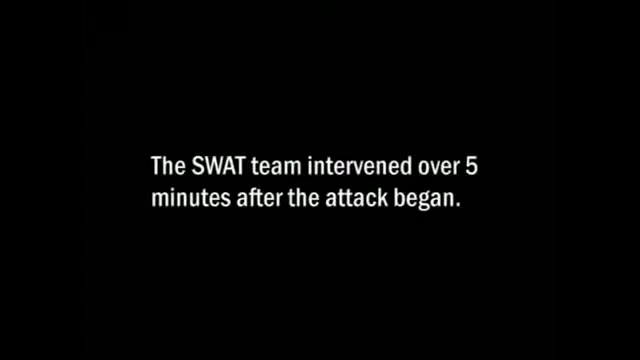 The SWAT team intervened over 5
minutes after the attack began.